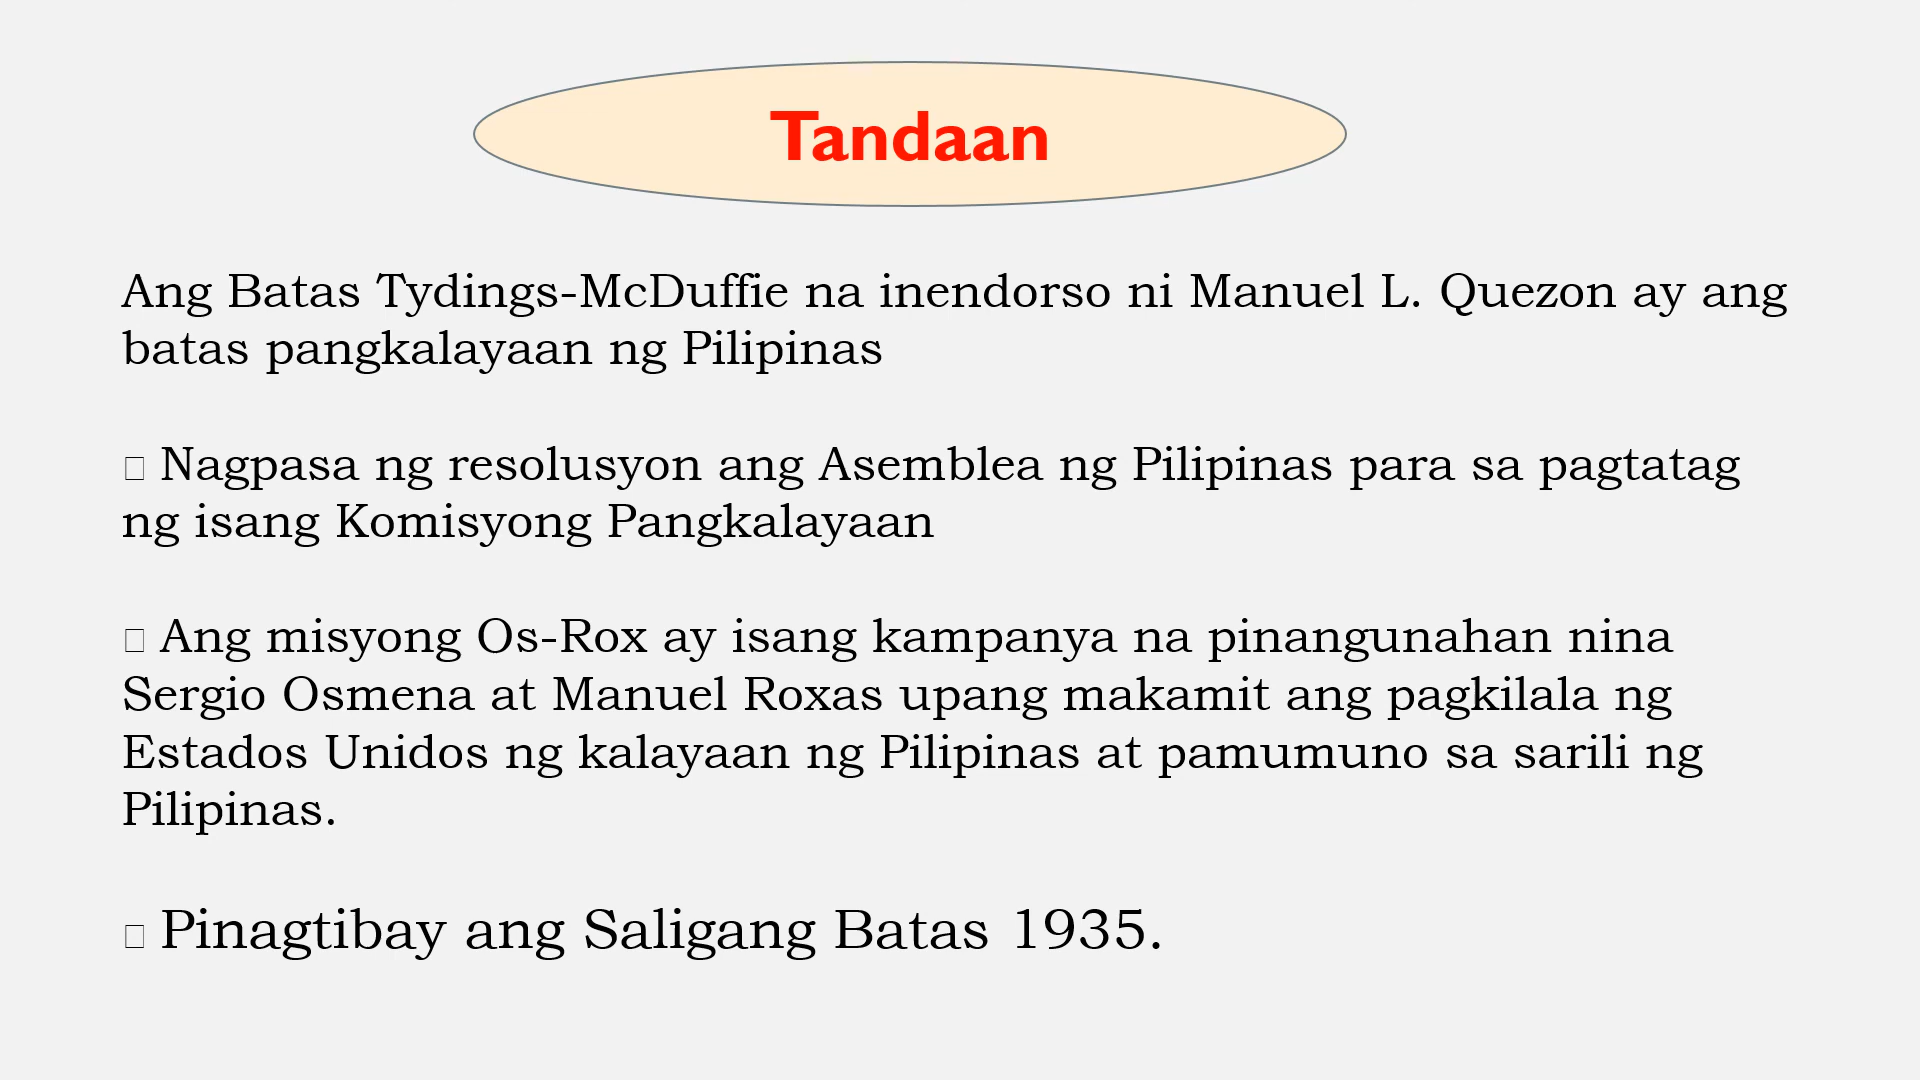 Tandaan
Ang Batas Tydings-McDuffie na inendorso ni Manuel L. Quezon ay ang
batas pangkalayaan ng Pilipinas
□ Nagpasa ng resolusyon ang Asemblea ng Pilipinas para sa pagtatag
ng isang Komisyong Pangkalayaan
□ Ang misyong Os-Rox ay isang kampanya na pinangunahan nina
Sergio Osmena at Manuel Roxas upang makamit ang pagkilala ng
Estados Unidos ng kalayaan ng Pilipinas at pamumuno sa sarili ng
Pilipinas.
□ Pinagtibay ang Saligang Batas 1935.